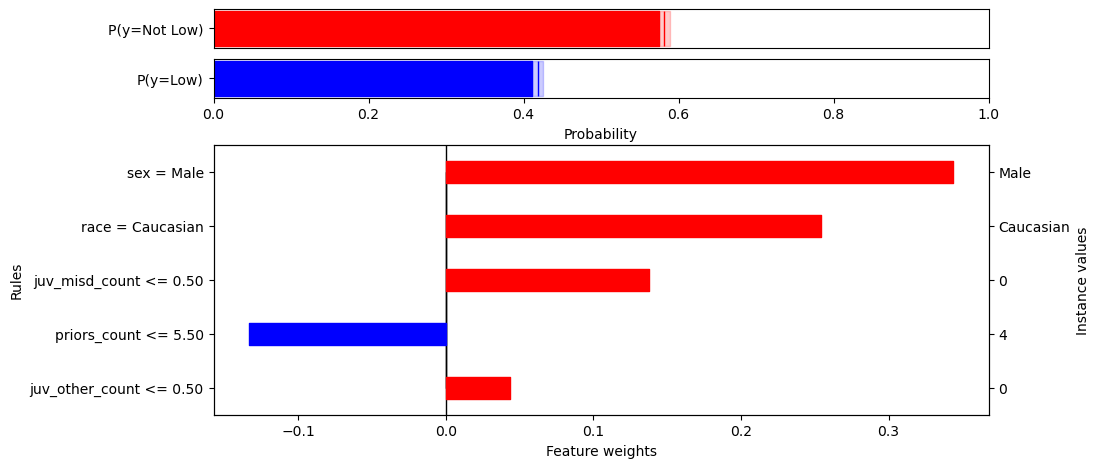 P(y=Not Low)
P(y=Low)
0.0 0.2 0.4 0.6 0.8 1.0
Probability
sex = Male Male
race = Caucasian Caucasian
juv_misd_count <= 0.50 0
priors_count <= 5.50 4
juv_other_count <= 0.50 0
Rules
Instance values
−0.1 0.0 0.1 0.2 0.3
Feature weights